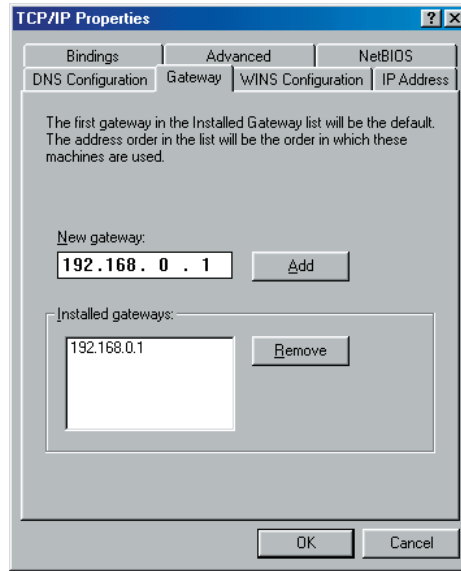 TCP/IP Properties
Bindings Advanced NetBIOS
DNS Configuration Gateway WINS Configuration IP Address
The first gateway in the Installed Gateway list will be the default.
The address order in the list will be the order in which these
machines are used.
New gateway:
192.168. 0 . 1 Add
Installed gateways:
192.168.0.1 Remove
OK Cancel